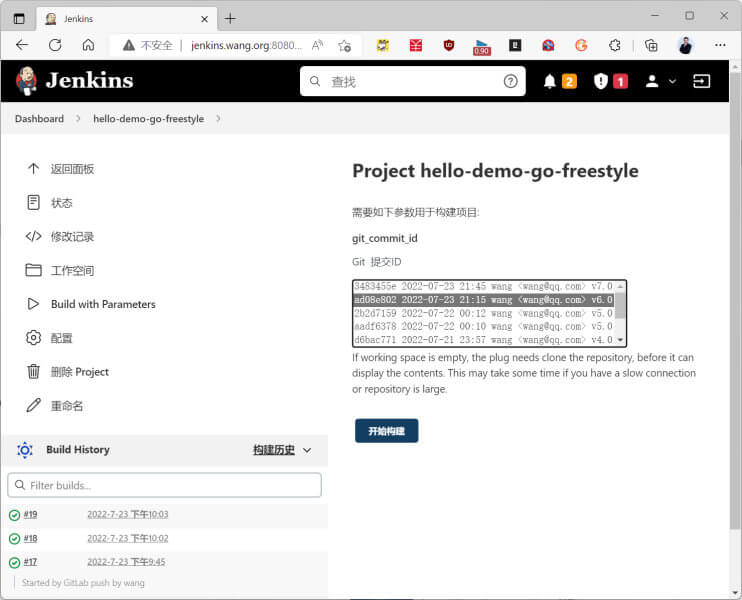 Jenkins
不安全
jenkins.wang.org:8080...
0.90
Jenkins
查找
2
1
Dashboard
hello-demo-go-freestyle
返回面板
状态
修改记录
工作空间
Build with Parameters
配置
删除 Project
重命名
Build History
构建历史
Filter builds...
#19 2022-7-23 下午10:03
#18 2022-7-23 下午10:02
#17 2022-7-23 下午9:45
Started by GitLab push by wang
Project hello-demo-go-freestyle
需要如下参数用于构建项目:
git_commit_id
Git 提交ID
3483455e 2022-07-23 21:45 wang <wang@qq.com> v7.0
ad08e802 2022-07-23 21:15 wang <wang@qq.com> v6.0
2b2d7159 2022-07-22 00:12 wang <wang@qq.com> v5.0
aadf6378 2022-07-22 00:10 wang <wang@qq.com> v5.0
d6bac771 2022-07-21 23:57 wang <wang@qq.com> v4.0
If working space is empty, the plug needs clone the repository, before it can
display the contents. This may take some time if you have a slow connection
or repository is large.
开始构建